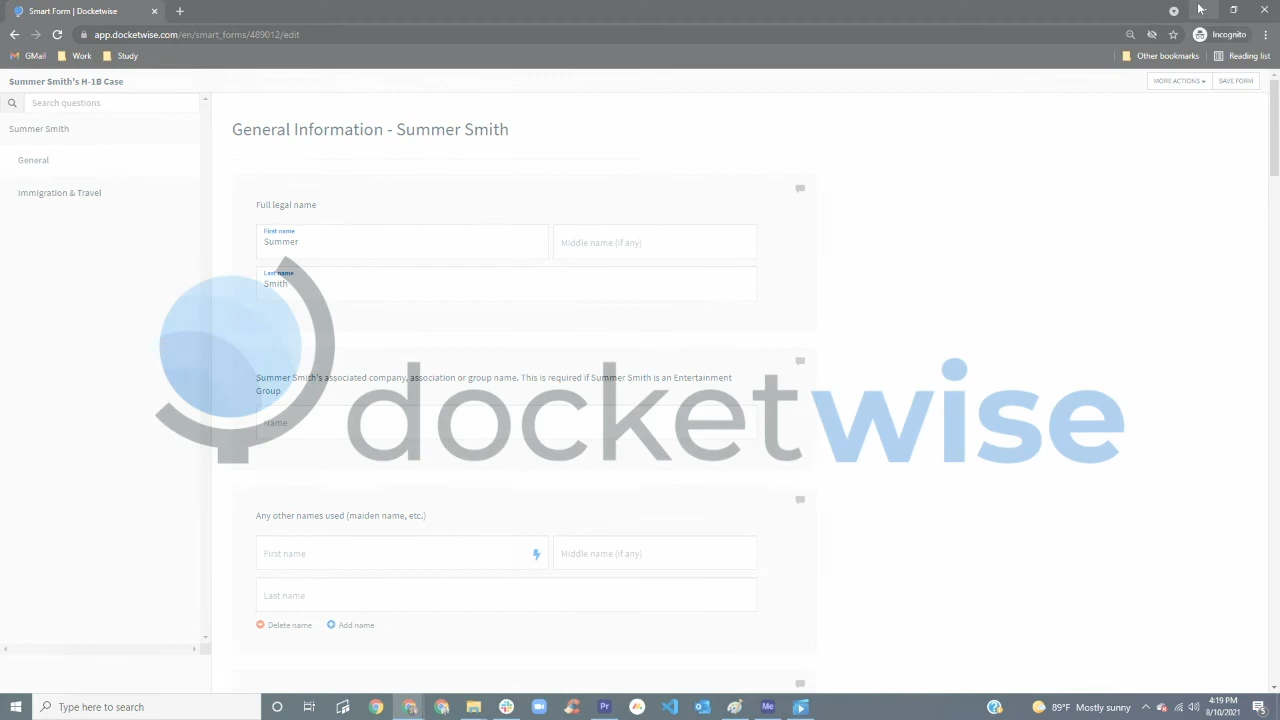 Smart Form | Docketwise
app.docketwise.com/en/smart_forms/489012/edit
Incognito
GMail
Work
Study
Other bookmarks
Reading list
Summer Smith's H-1B Case
MORE ACTIONS
SAVE FORM
Search questions
Summer Smith
General
Immigration & Travel
General Information - Summer Smith
Full legal name
First name
Summer
Middle name (if any)
Last name
Smith
docketwise
Summer Smith's associated company, association or group name. This is required if Summer Smith is an Entertainment
Group.
Name
Any other names used (maiden name, etc.)
First name
Middle name (if any)
Last name
Delete name
Add name
Type here to search
89°F Mostly sunny
4:19 PM
8/10/2021